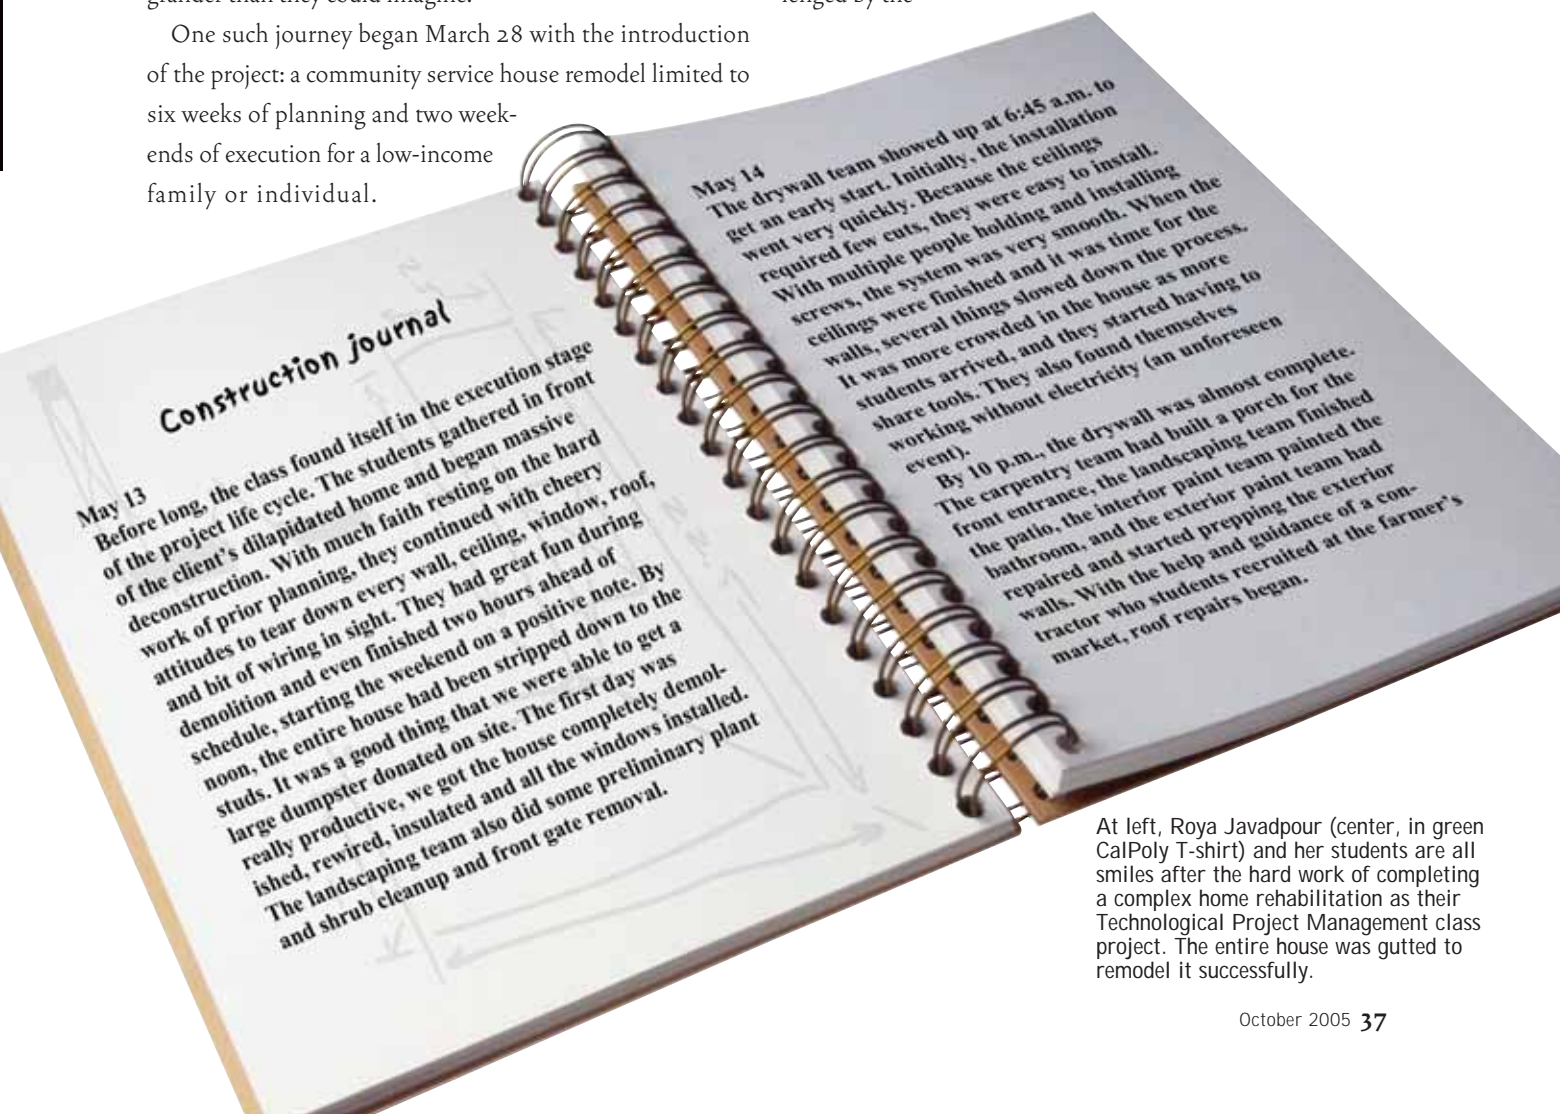 grander than they could imagine.
One such journey began March 28 with the introduction
of the project: a community service house remodel limited to
six weeks of planning and two week-
ends of execution for a low-income
family or individual.
lenged by the
Construction journal
May 13
Before long, the class found itself in the execution stage
of the project life cycle. The students gathered in front
of the client's dilapidated home and began massive
deconstruction. With much faith resting on the hard
work of prior planning, they continued with cheery
attitudes to tear down every wall, ceiling, window, roof,
and bit of wiring in sight. They had great fun during
demolition and even finished two hours ahead of
schedule, starting the weekend on a positive note. By
noon, the entire house had been stripped down to the
studs. It was a good thing that we were able to get a
large dumpster donated on site. The first day was
really productive, we got the house completely demol-
ished, rewired, insulated and all the windows installed.
The landscaping team also did some preliminary plant
and shrub cleanup and front gate removal.
May 14
The drywall team showed up at 6:45 a.m. to
get an early start. Initially, the installation
went very quickly. Because the ceilings
required few cuts, they were easy to install.
With multiple people holding and installing
screws, the system was very smooth. When the
ceilings were finished and it was time for the
walls, several things slowed down the process.
It was more crowded in the house as more
students arrived, and they started having to
share tools. They also found themselves
working without electricity (an unforeseen
event).
By 10 p.m., the drywall was almost complete.
The carpentry team had built a porch for the
front entrance, the landscaping team finished
the patio, the interior paint team painted the
bathroom, and the exterior paint team had
repaired and started prepping the exterior
walls. With the help and guidance of a con-
tractor who students recruited at the farmer's
market, roof repairs began.
At left, Roya Javadpour (center, in green
CalPoly T-shirt) and her students are all
smiles after the hard work of completing
a complex home rehabilitation as their
Technological Project Management class
project. The entire house was gutted to
remodel it successfully.
October 2005 37